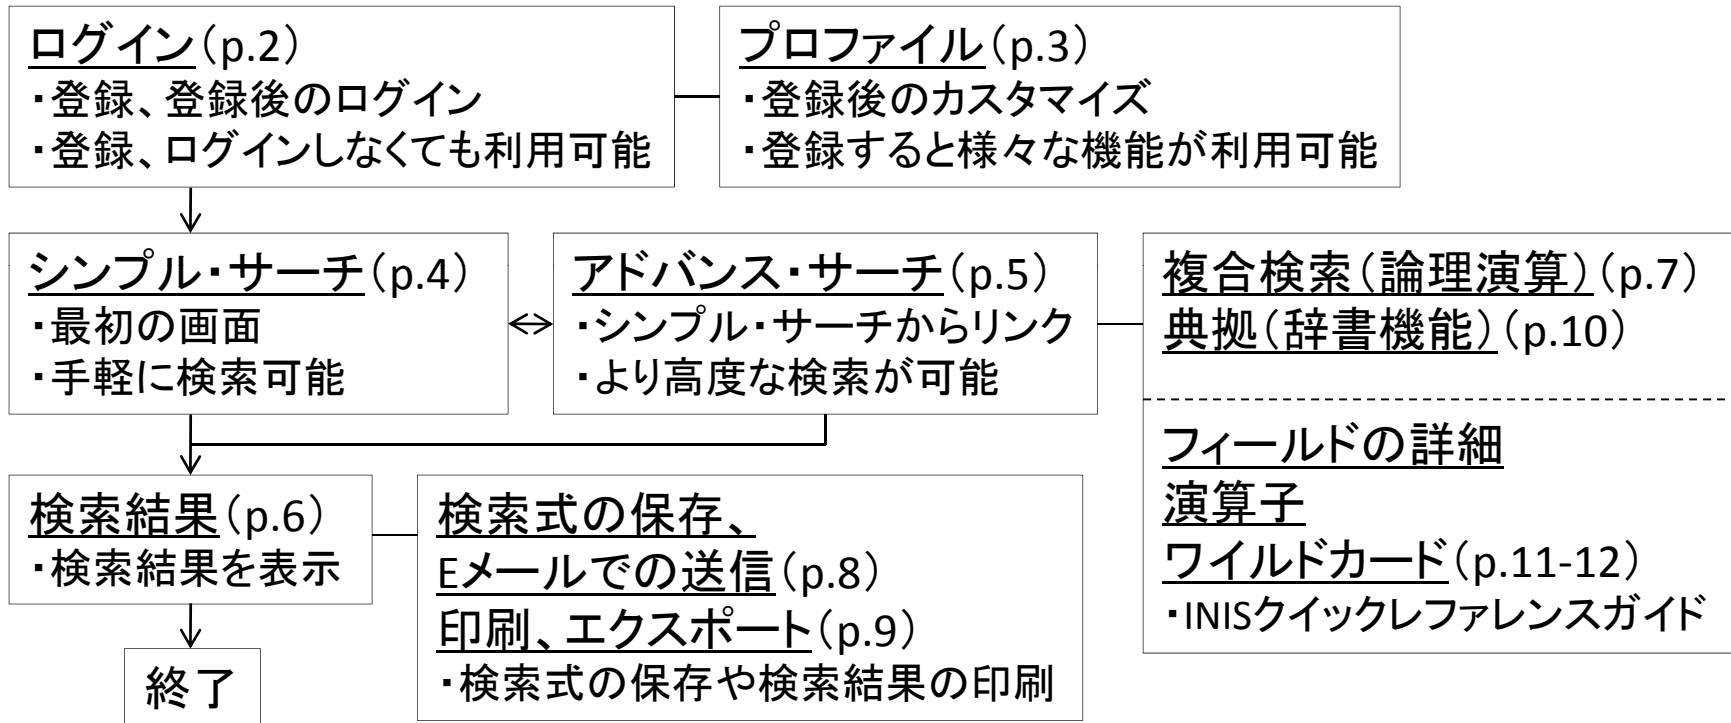 ログイン(p.2)
・登録、登録後のログイン
・登録、ログインしなくても利用可能
プロファイル(p.3)
・登録後のカスタマイズ
・登録すると様々な機能が利用可能
シンプル・サーチ(p.4)
・最初の画面
・手軽に検索可能
アドバンス・サーチ(p.5)
・シンプル・サーチからリンク
・より高度な検索が可能
複合検索(論理演算)(p.7)
典拠(辞書機能)(p.10)
フィールドの詳細
演算子
ワイルドカード(p.11-12)
・INISクイックレファレンスガイド
検索結果(p.6)
・検索結果を表示
検索式の保存、
Eメールでの送信(p.8)
印刷、エクスポート(p.9)
・検索式の保存や検索結果の印刷
終了